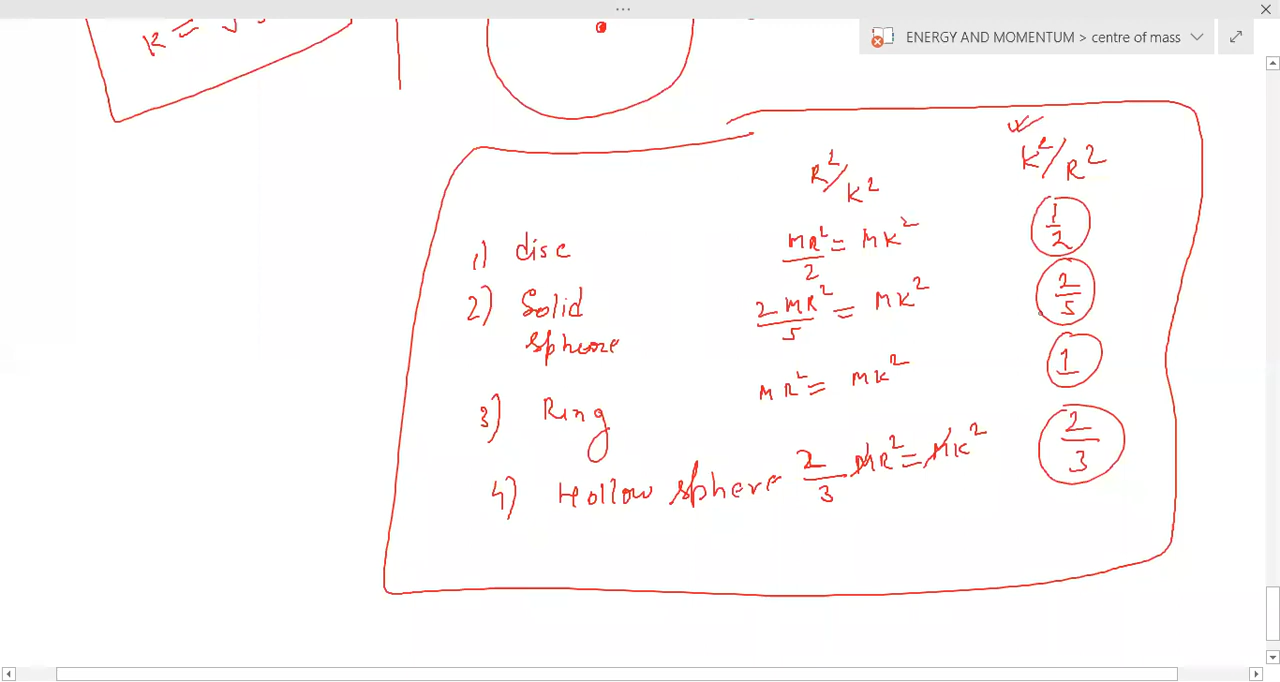 ...
ENERGY AND MOMENTUM > centre of mass
K =
R²/K² K²/R²
1) disc MR²/2 = MK² 1/2
2) Solid sphere 2MR²/5 = MK² 2/5
3) Ring MR² = MK² 1
4) Hollow sphere 2/3 MR² = MK² 2/3